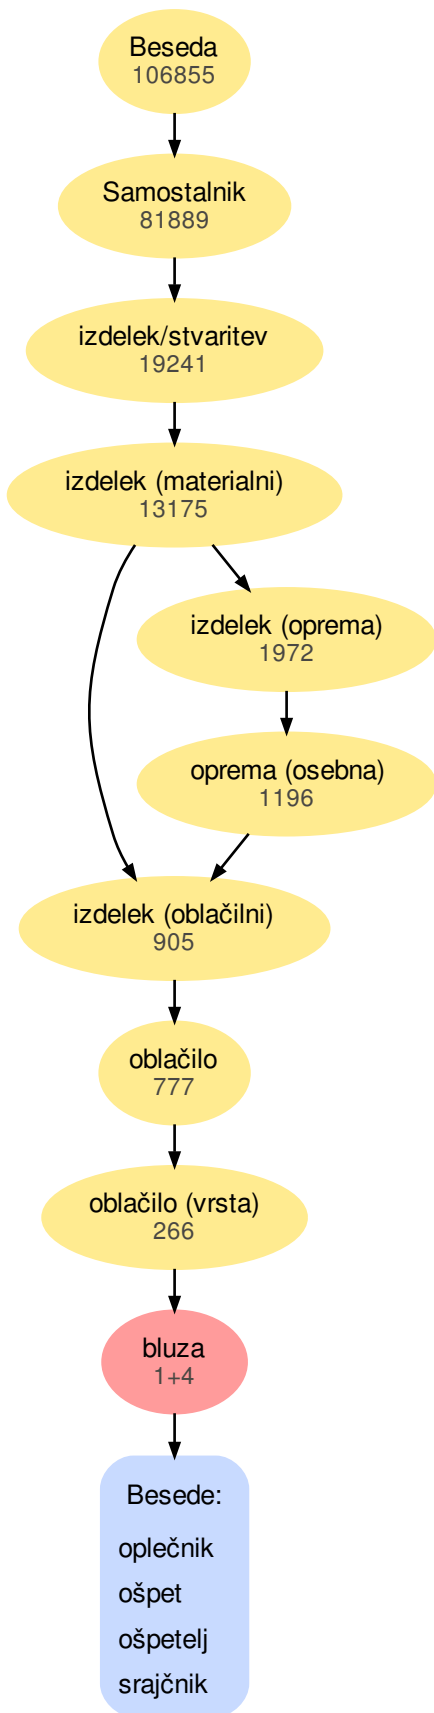 Beseda
106855
Samostalnik
81889
izdelek/stvaritev
19241
izdelek (materialni)
13175
izdelek (oprema)
1972
oprema (osebna)
1196
izdelek (oblačilni)
905
oblačilo
777
oblačilo (vrsta)
266
bluza
1+4
Besede:
oplečnik
ošpet
ošpetelj
srajčnik